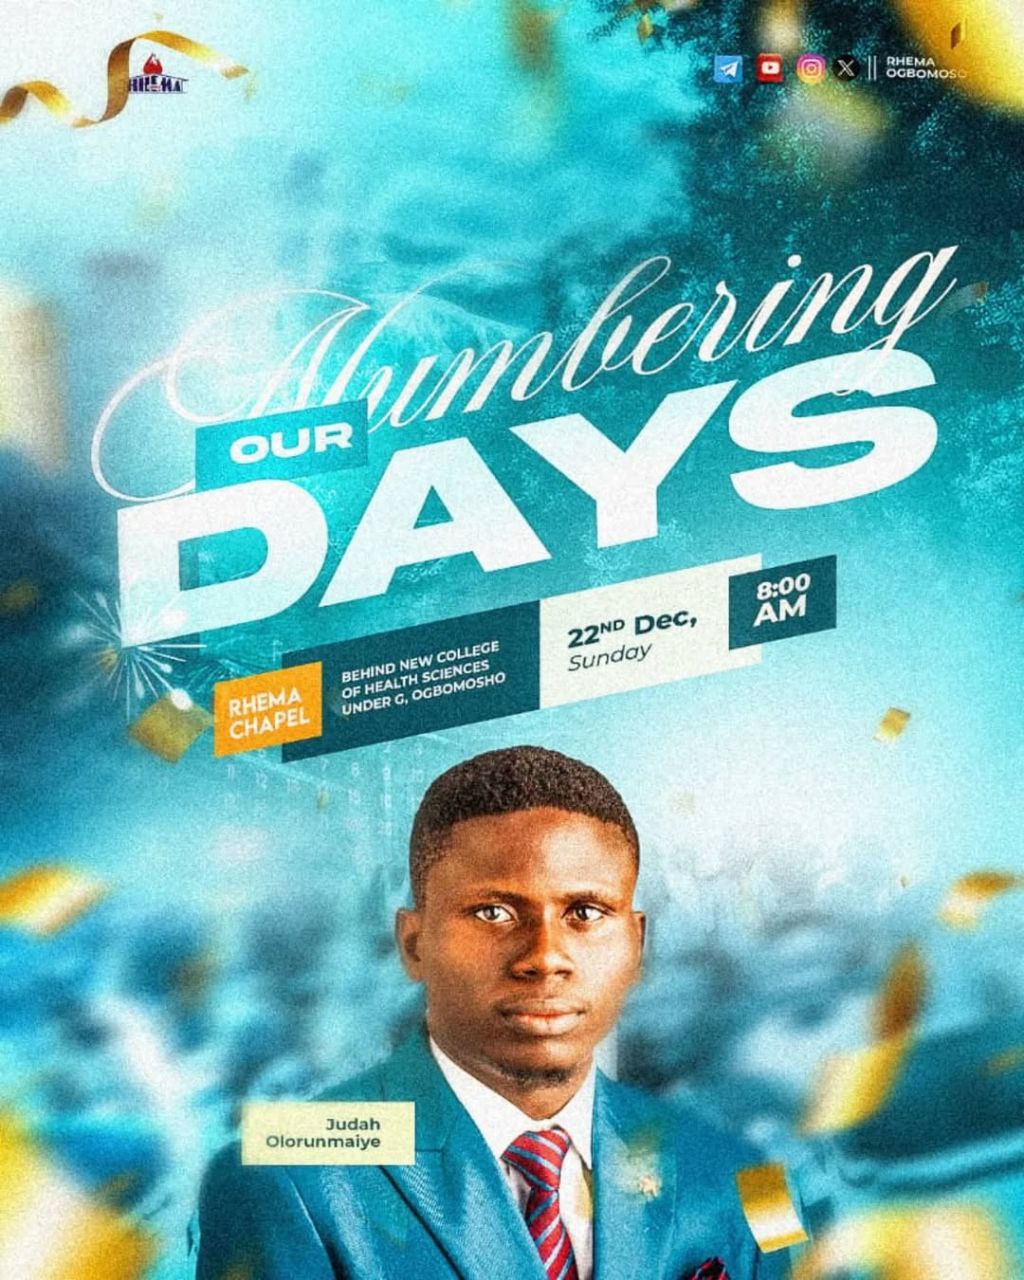 RHEMA
RHEMA
OGBOMOSO
Numbering
OUR
DAYS
RHEMA
CHAPEL
BEHIND NEW COLLEGE
OF HEALTH SCIENCES
UNDER G, OGBOMOSHO
22ND Dec,
Sunday
8:00
AM
Judah
Olorunmaiye